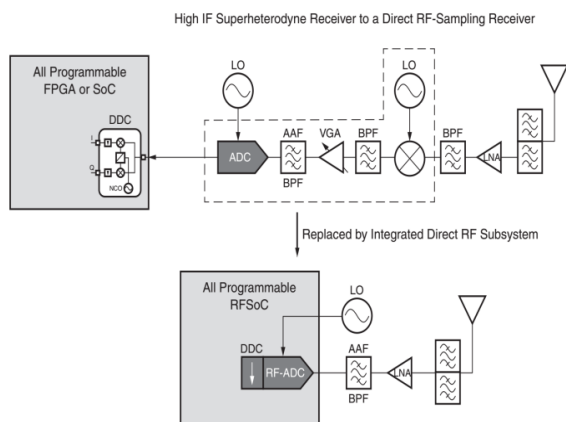 High IF Superheterodyne Receiver to a Direct RF-Sampling Receiver
All Programmable
FPGA or SoC
DDC
I
Q
NCO
LO
LO
ADC
AAF
BPF
VGA
BPF
BPF
LNA
Replaced by Integrated Direct RF Subsystem
All Programmable
RFSoC
LO
DDC
RF-ADC
AAF
BPF
LNA